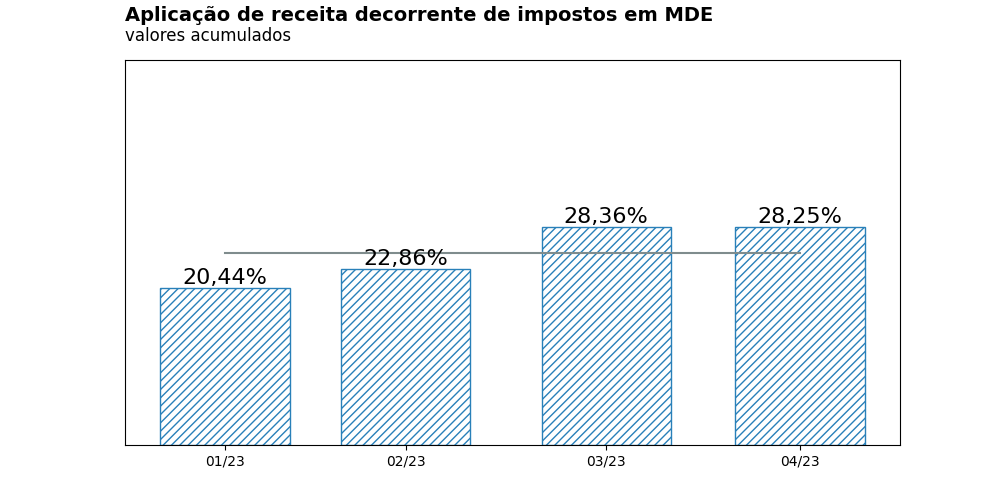 Aplicação de receita decorrente de impostos em MDE
valores acumulados
28,36% 28,25%
22,86%
20,44%
01/23 02/23 03/23 04/23